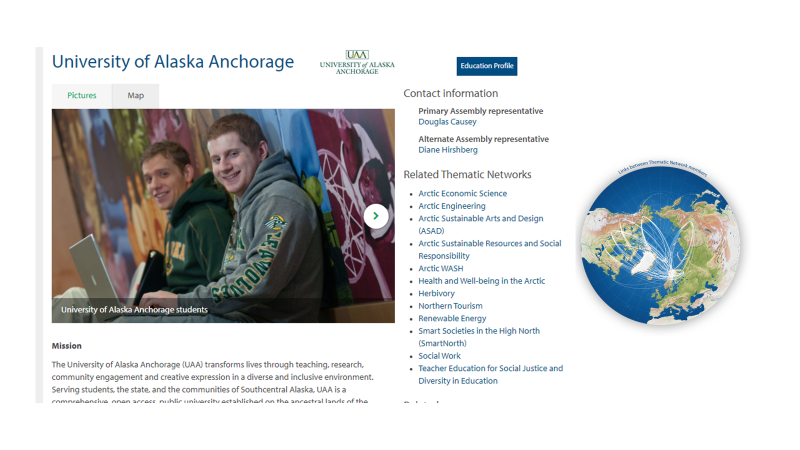 University of Alaska Anchorage
UAA
UNIVERSITY of ALASKA
ANCHORAGE
Education Profile
Pictures
Map
University of Alaska Anchorage students
Mission
The University of Alaska Anchorage (UAA) transforms lives through teaching, research,
community engagement and creative expression in a diverse and inclusive environment.
Serving students, the state, and the communities of Southcentral Alaska, UAA is a
comprehensive, open access, public university established on the ancestral lands of the
Contact Information
Primary Assembly representative
Douglas Causey
Alternate Assembly representative
Diane Hirshberg
Related Thematic Networks
Arctic Economic Science
Arctic Engineering
Arctic Sustainable Arts and Design
(ASAD)
Arctic Sustainable Resources and Social
Responsibility
Arctic WASH
Health and Well-being in the Arctic
Herbivory
Northern Tourism
Renewable Energy
Smart Societies in the High North
(SmartNorth)
Social Work
Teacher Education for Social Justice and
Diversity in Education
Links between Thematic Network members